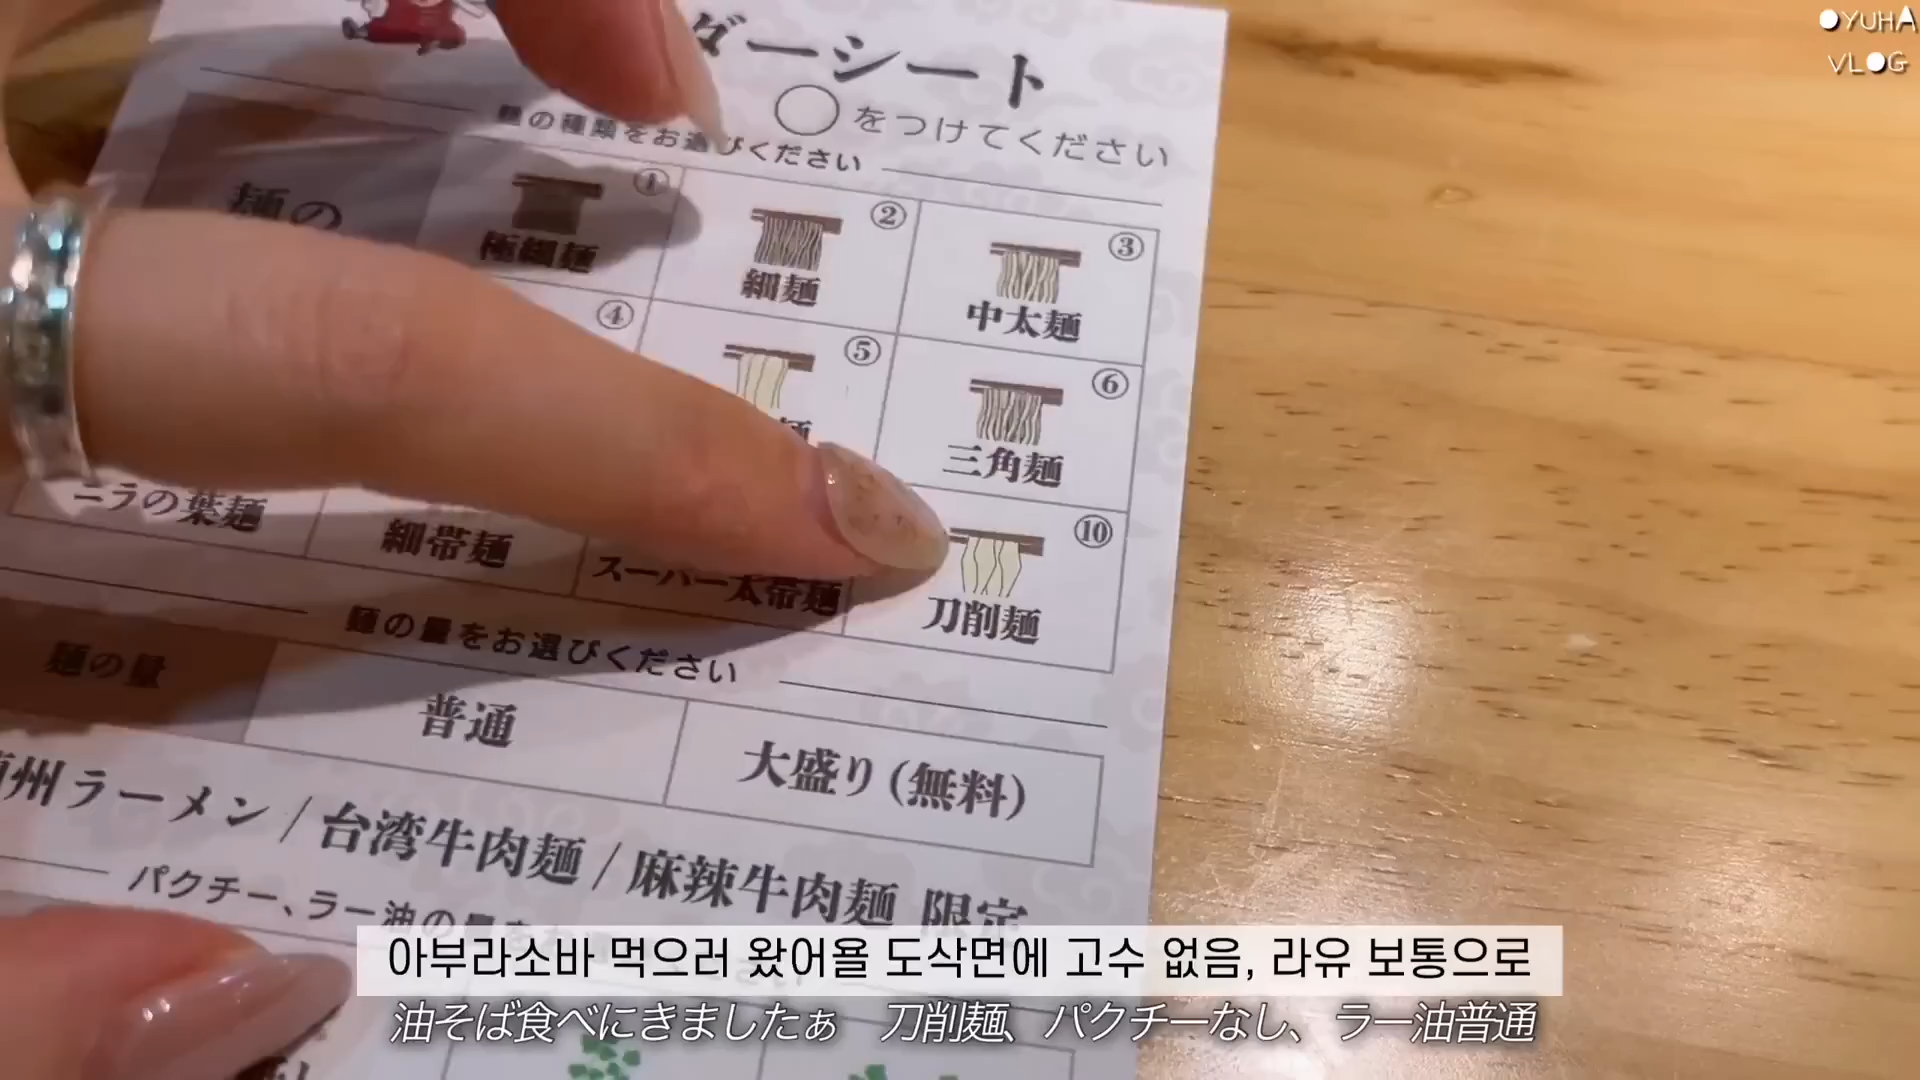 ●YUHA
VL●G
ダーシート
○をつけてください
麺の種類をお選びください
麺の
①
極細麺
②
細麺
③
中太麺
④
⑤
麺
⑥
三角麺
ニラの葉麺
細帯麺
スーパー太帯麺
⑩
刀削麺
麺の量をお選びください
麺の量
普通
大盛り(無料)
州ラーメン / 台湾牛肉麺 / 麻辣牛肉麺 限定
パクチー、ラー油の量を
아부라소바 먹으러 왔어욜 도삭면에 고수 없음, 라유 보통으로
油そば食べにきましたぁ 刀削麺、パクチーなし、ラー油普通